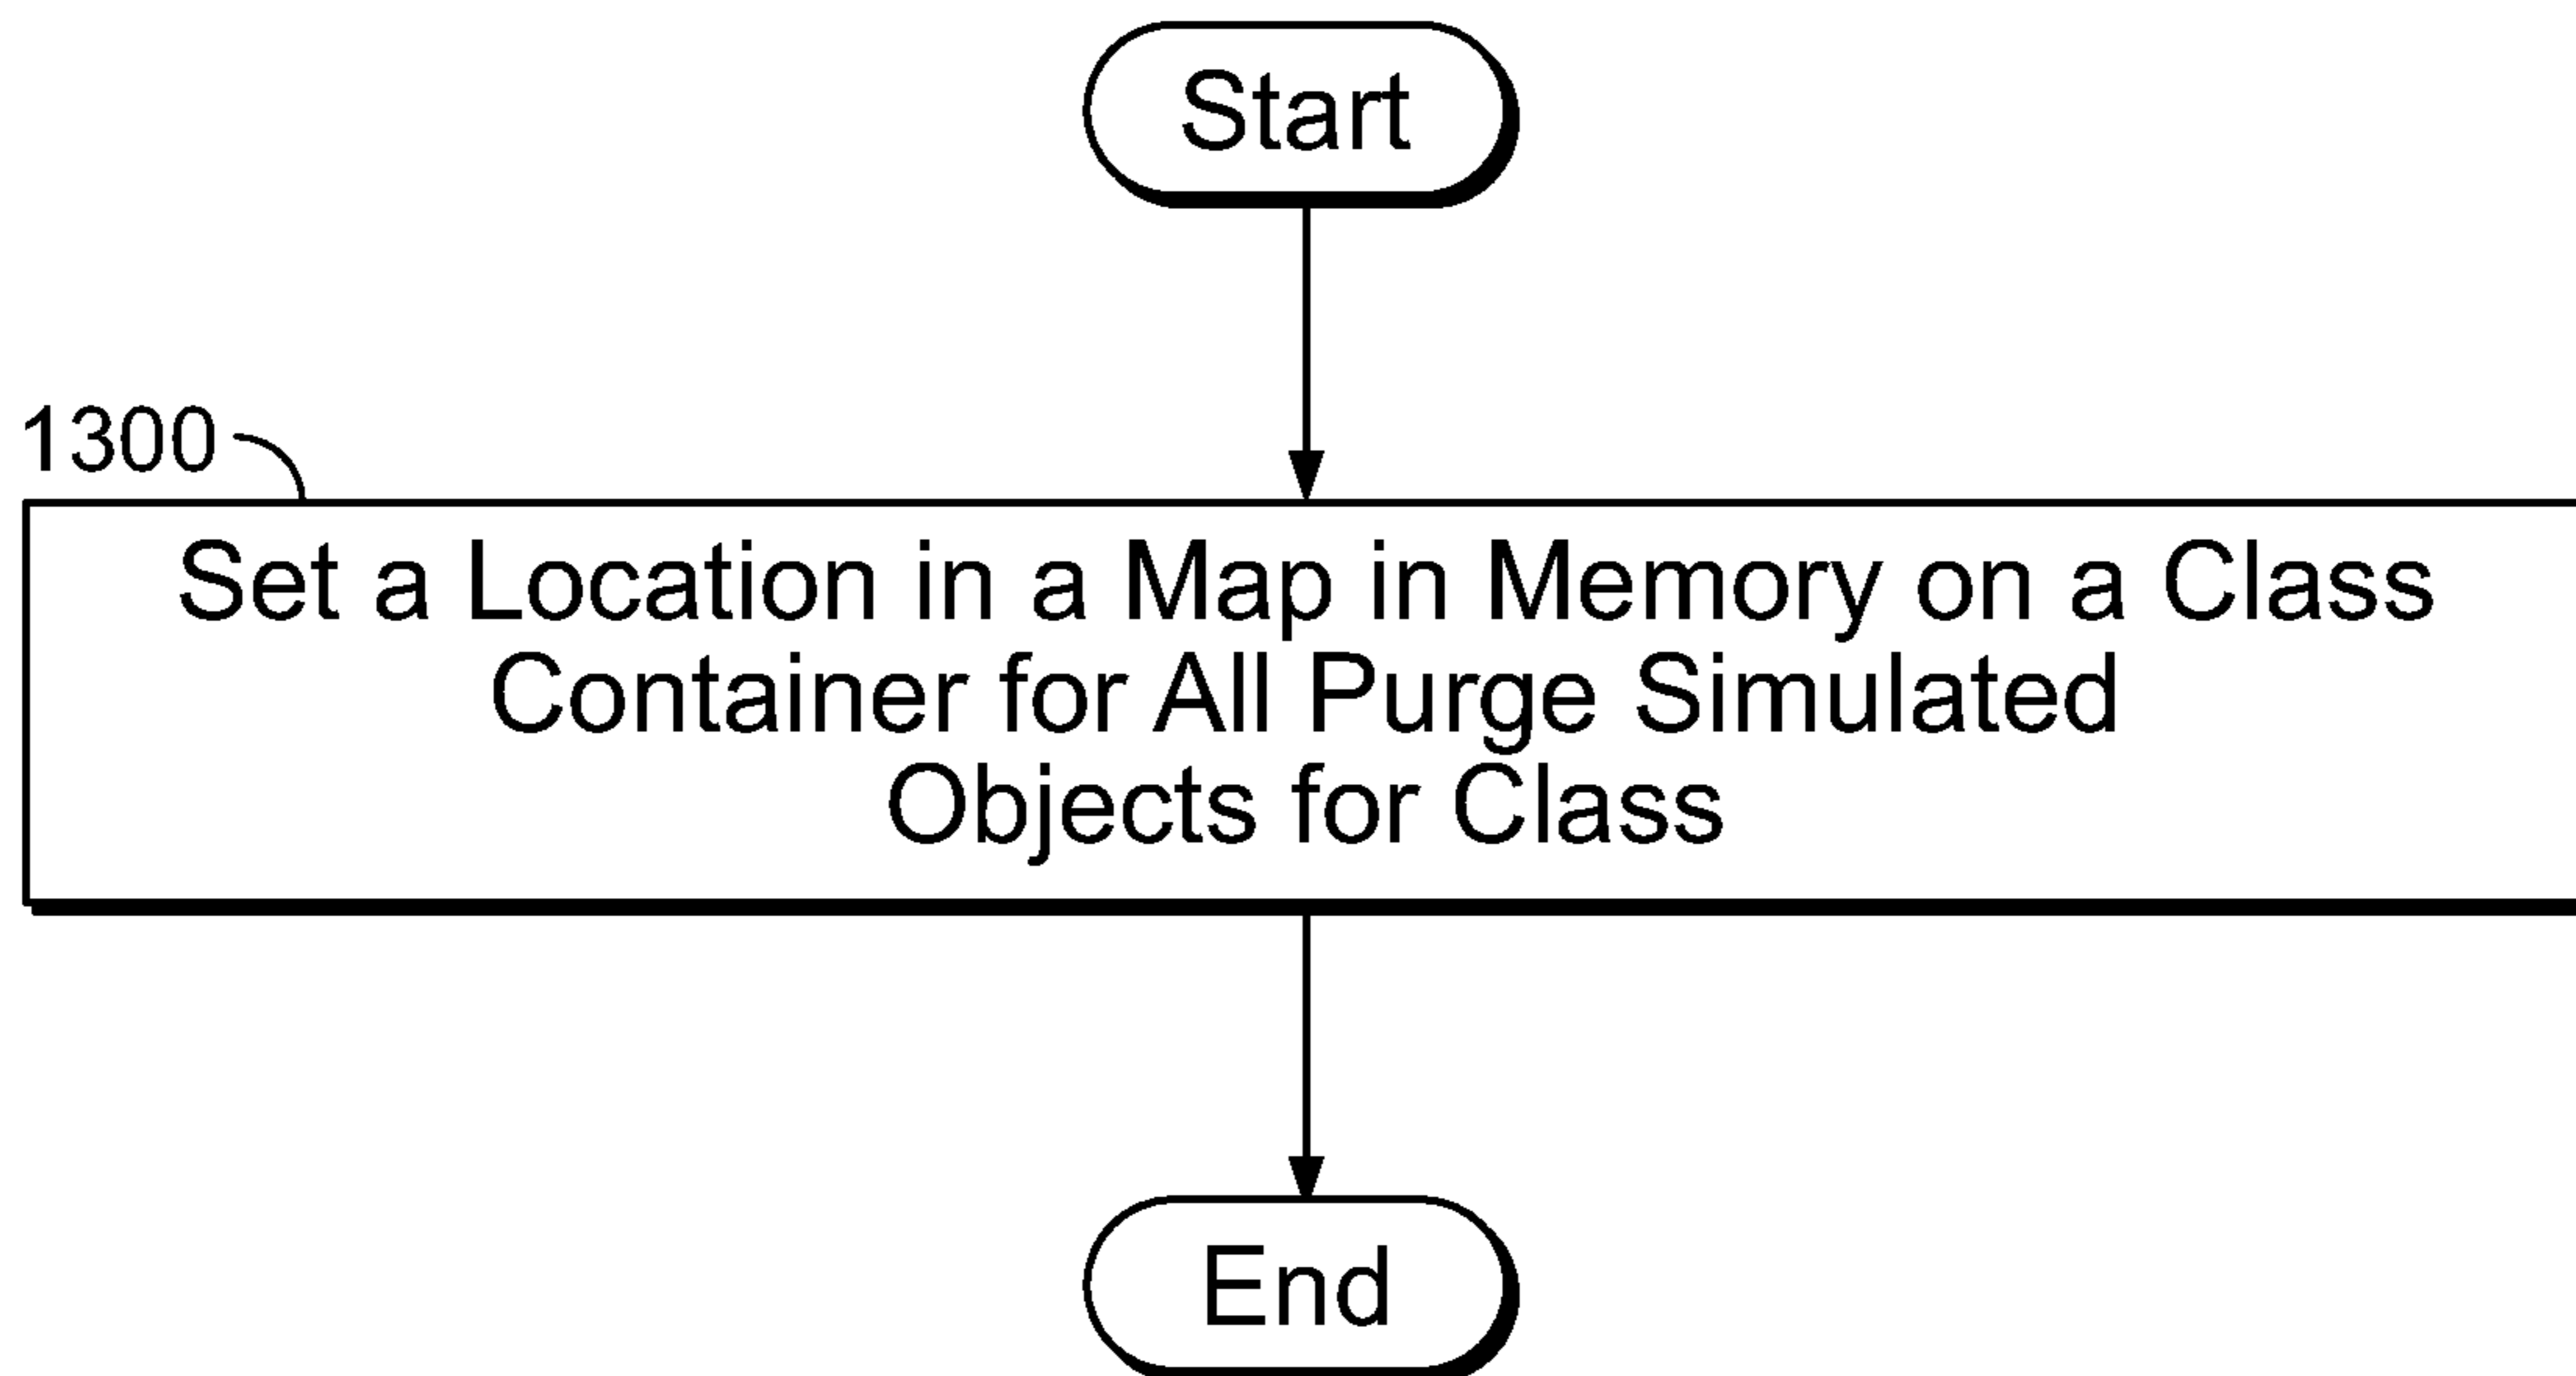 Start
1300
Set a Location in a Map in Memory on a Class
Container for All Purge Simulated
Objects for Class
End